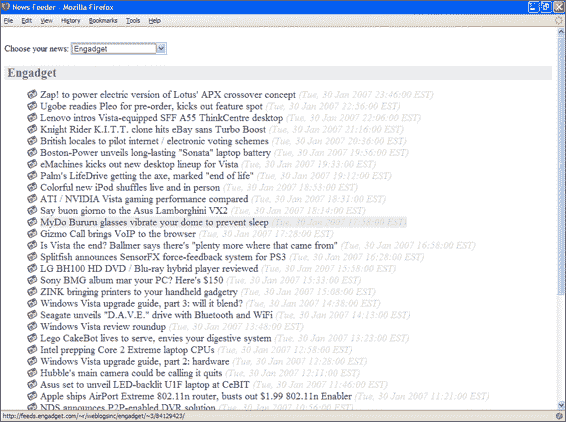 News Feeder - Mozilla Firefox
File Edit View History Bookmarks Tools Help
Choose your news: Engadget
Engadget
Zap! to power electric version of Lotus' APX crossover concept (Tue, 30 Jan 2007 23:46:00 EST)
Ugobe readies Pleo for pre-order, kicks out feature spot (Tue, 30 Jan 2007 22:56:00 EST)
Lenovo intros Vista-equipped SFF A55 ThinkCentre desktop (Tue, 30 Jan 2007 22:06:00 EST)
Knight Rider K.I.T.T. clone hits eBay sans Turbo Boost (Tue, 30 Jan 2007 21:16:00 EST)
British locales to pilot internet / electronic voting schemes (Tue, 30 Jan 2007 20:36:00 EST)
Boston-Power unveils long-lasting "Sonata" laptop battery (Tue, 30 Jan 2007 19:56:00 EST)
eMachines kicks out new desktop lineup for Vista (Tue, 30 Jan 2007 19:33:00 EST)
Palm's LifeDrive getting the axe, marked "end of life" (Tue, 30 Jan 2007 19:12:00 EST)
Colorful new iPod shuffles live and in person (Tue, 30 Jan 2007 18:53:00 EST)
ATI / NVIDIA Vista gaming performance compared (Tue, 30 Jan 2007 18:31:00 EST)
Say buon giorno to the Asus Lamborghini VX2 (Tue, 30 Jan 2007 18:14:00 EST)
MyDo Bururu glasses vibrate your dome to prevent sleep (Tue, 30 Jan 2007 EST)
Gizmo Call brings VoIP to the browser (Tue, 30 Jan 2007 17:28:00 EST)
Is Vista the end? Ballmer says there's "plenty more where that came from" (Tue, 30 Jan 2007 16:56:00 EST)
Splitfish announces SensorFX force-feedback system for PS3 (Tue, 30 Jan 2007 16:28:00 EST)
LG BH100 HD DVD / Blu-ray hybrid player reviewed (Tue, 30 Jan 2007 15:58:00 EST)
Sony BMG album mar your PC? Here's $150 (Tue, 30 Jan 2007 15:33:00 EST)
ZINK bringing printers to your handheld gadgetry (Tue, 30 Jan 2007 15:08:00 EST)
Windows Vista upgrade guide, part 3: will it blend? (Tue, 30 Jan 2007 14:38:00 EST)
Seagate unveils "D.A.V.E." drive with Bluetooth and WiFi (Tue, 30 Jan 2007 14:13:00 EST)
Windows Vista review roundup (Tue, 30 Jan 2007 13:48:00 EST)
Lego CakeBot lives to serve, envies your digestive system (Tue, 30 Jan 2007 13:23:00 EST)
Intel prepping Core 2 Extreme laptop CPUs (Tue, 30 Jan 2007 12:58:00 EST)
Windows Vista upgrade guide, part 2: hardware (Tue, 30 Jan 2007 12:26:00 EST)
Hubble's main camera could be calling it quits (Tue, 30 Jan 2007 12:11:00 EST)
Asus set to unveil LED-backlit U1F laptop at CeBIT (Tue, 30 Jan 2007 11:46:00 EST)
Apple ships AirPort Extreme 802.11n router, busts out $1.99 802.11n Enabler (Tue, 30 Jan 2007 11:21:00 EST)
NDS announces P2P-enabled DVR solution (Tue, 30 Jan 2007 10:56:00 EST)
http://feeds.engadget.com/~r/weblogsinc/engadget/~3/84129423/